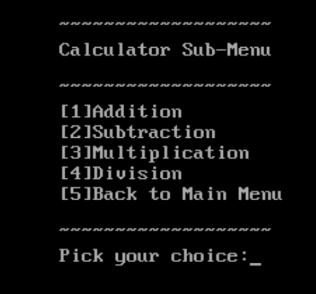 ~~~~~~~~~~~~~~~~~~~
Calculator Sub-Menu
~~~~~~~~~~~~~~~~~~~
[1]Addition
[2]Subtraction
[3]Multiplication
[4]Division
[5]Back to Main Menu
~~~~~~~~~~~~~~~~~~~
Pick your choice:_